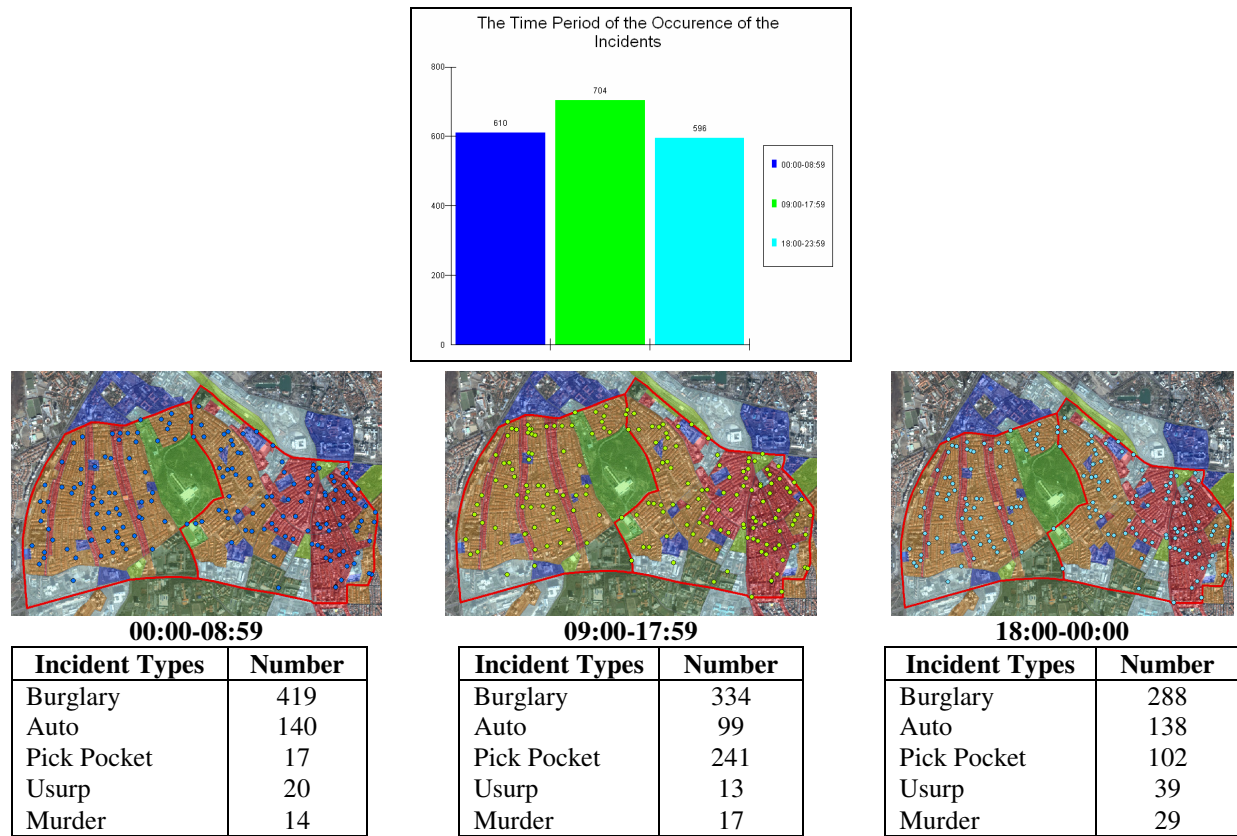 The Time Period of the Occurence of the
Incidents
800
600
400
200
0
610
704
596
00:00-08:59
09:00-17:59
18:00-23:59
00:00-08:59
Incident Types Number
Burglary 419
Auto 140
Pick Pocket 17
Usurp 20
Murder 14
09:00-17:59
Incident Types Number
Burglary 334
Auto 99
Pick Pocket 241
Usurp 13
Murder 17
18:00-00:00
Incident Types Number
Burglary 288
Auto 138
Pick Pocket 102
Usurp 39
Murder 29